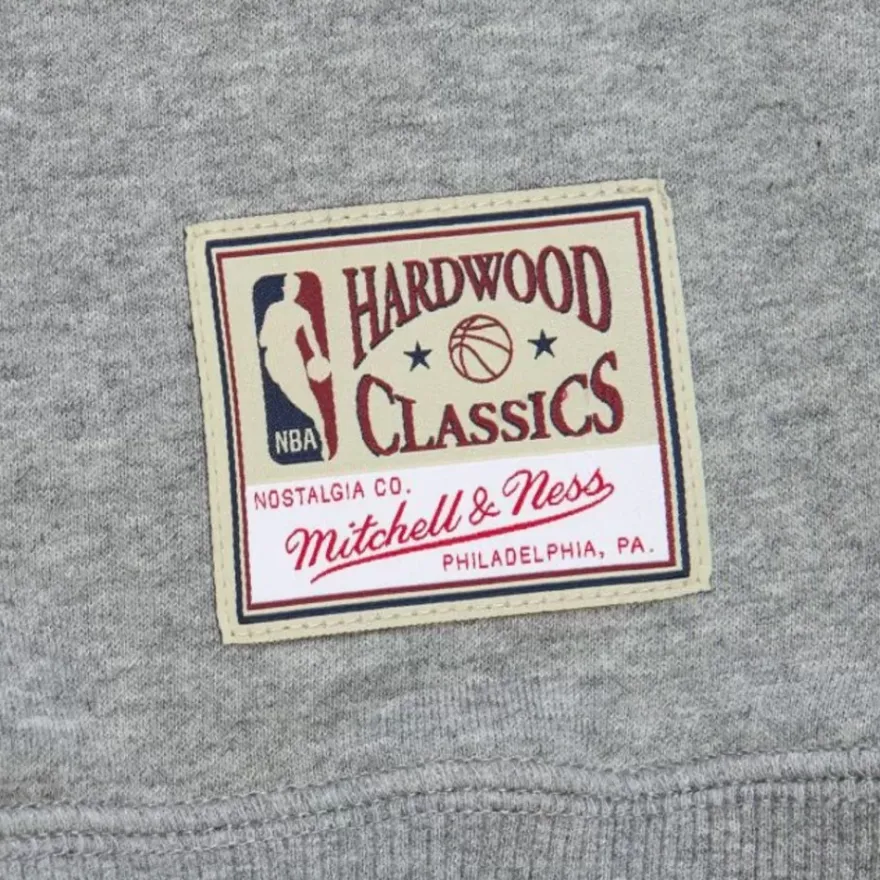 HARDWOOD
CLASSICS
NBA
NOSTALGIA CO.
Mitchell & Ness
PHILADELPHIA, PA.